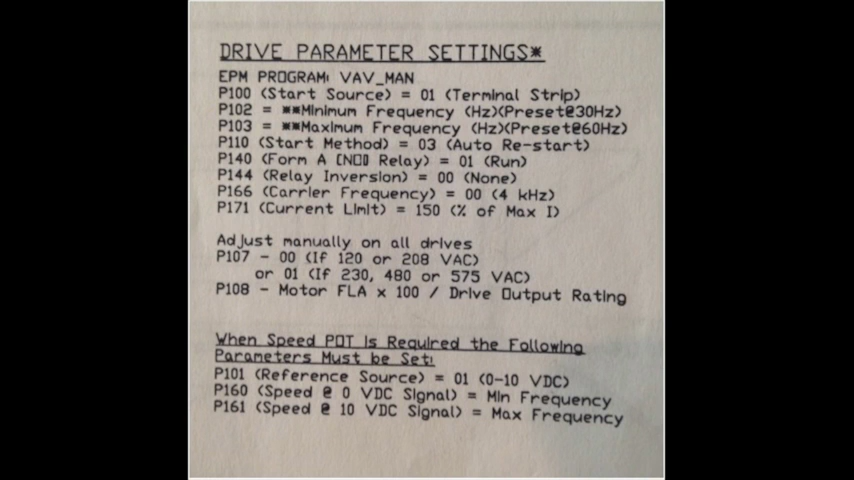 DRIVE PARAMETER SETTINGS*
EPM PROGRAM: VAV_MAN
P100 (Start Source) = 01 (Terminal Strip)
P102 = **Minimum Frequency (Hz)(Preset@30Hz)
P103 = **Maximum Frequency (Hz)(Preset@60Hz)
P110 (Start Method) = 03 (Auto Re-start)
P140 (Form A [NO] Relay) = 01 (Run)
P144 (Relay Inversion) = 00 (None)
P166 (Carrier Frequency) = 00 (4 kHz)
P171 (Current Limit) = 150 (% of Max I)
Adjust manually on all drives
P107 - 00 (If 120 or 208 VAC)
or 01 (If 230, 480 or 575 VAC)
P108 - Motor FLA x 100 / Drive Output Rating
When Speed POT is Required the Following
Parameters Must be Set:
P101 (Reference Source) = 01 (0-10 VDC)
P160 (Speed @ 0 VDC Signal) = Min Frequency
P161 (Speed @ 10 VDC Signal) = Max Frequency